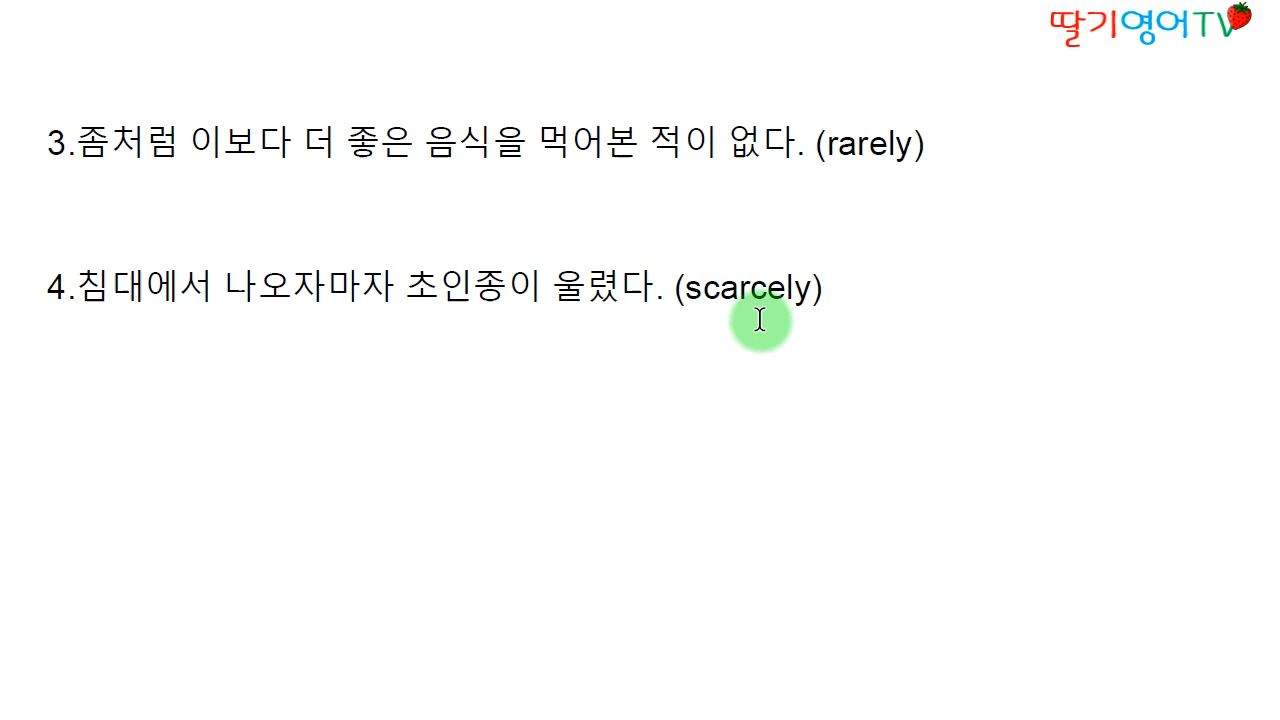 딸기영어TV
3.좀처럼 이보다 더 좋은 음식을 먹어본 적이 없다. (rarely)
4.침대에서 나오자마자 초인종이 울렸다. (scarcely)